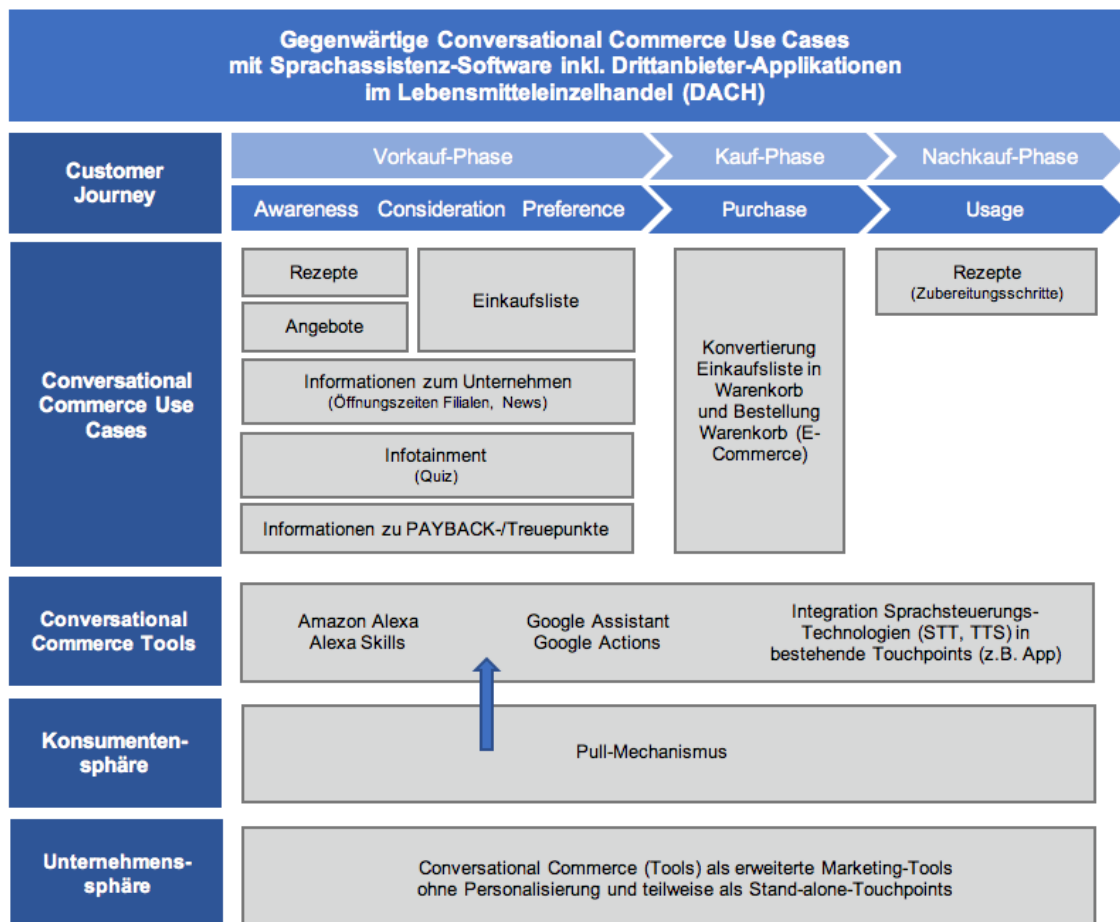 Gegenwärtige Conversational Commerce Use Cases
mit Sprachassistenz-Software inkl. Drittanbieter-Applikationen
im Lebensmitteleinzelhandel (DACH)
Customer
Journey
Vorkauf-Phase
Kauf-Phase
Nachkauf-Phase
Awareness Consideration Preference
Purchase
Usage
Conversational
Commerce Use
Cases
Rezepte
Angebote
Einkaufsliste
Informationen zum Unternehmen
(Öffnungszeiten Filialen, News)
Infotainment
(Quiz)
Informationen zu PAYBACK-/Treuepunkte
Konvertierung
Einkaufsliste in
Warenkorb
und Bestellung
Warenkorb (E-
Commerce)
Rezepte
(Zubereitungsschritte)
Conversational
Commerce Tools
Amazon Alexa
Alexa Skills
Google Assistant
Google Actions
Integration Sprachsteuerungs-
Technologien (STT, TTS) in
bestehende Touchpoints (z.B. App)
Konsumenten-
sphäre
Pull-Mechanismus
Unternehmens-
sphäre
Conversational Commerce (Tools) als erweiterte Marketing-Tools
ohne Personalisierung und teilweise als Stand-alone-Touchpoints